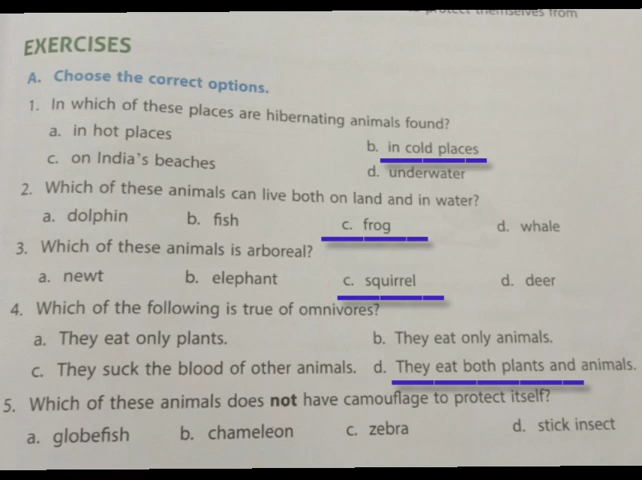 themselves from
EXERCISES
A. Choose the correct options.
1. In which of these places are hibernating animals found?
a. in hot places
b. in cold places
c. on India's beaches
d. underwater
2. Which of these animals can live both on land and in water?
a. dolphin b. fish c. frog d. whale
3. Which of these animals is arboreal?
a. newt b. elephant c. squirrel d. deer
4. Which of the following is true of omnivores?
a. They eat only plants. b. They eat only animals.
c. They suck the blood of other animals. d. They eat both plants and animals.
5. Which of these animals does not have camouflage to protect itself?
a. globefish b. chameleon c. zebra d. stick insect